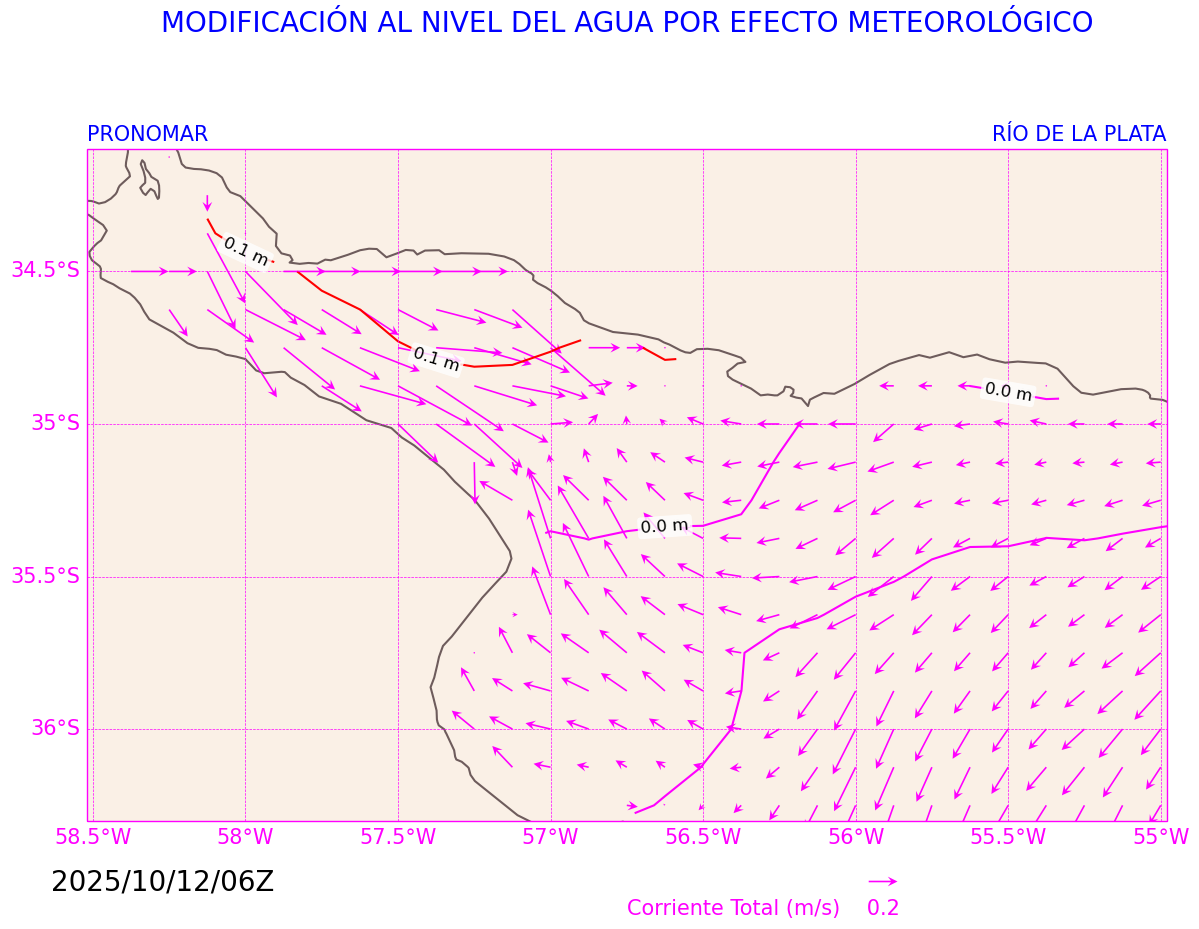 MODIFICACIÓN AL NIVEL DEL AGUA POR EFECTO METEOROLÓGICO
PRONOMAR
RÍO DE LA PLATA
0.1 m
34.5°S
0.1 m
0.0 m
35°S
0.0 m
35.5°S
36°S
58.5°W
58°W
57.5°W
57°W
56.5°W
56°W
55.5°W
55°W
2025/10/12/06Z
Corriente Total (m/s)
0.2